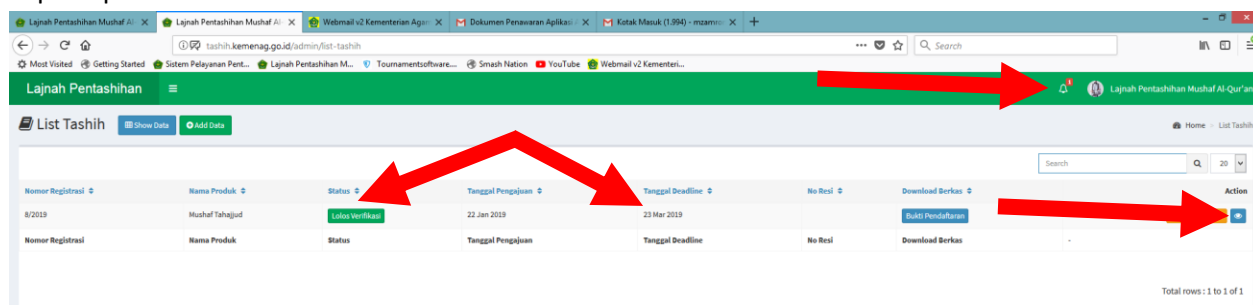 Lajnah Pentashihan Mushaf Al- Lajnah Pentashihan Mushaf Al- Webmail v2 Kementerian Agam Dokumen Penawaran Aplikasi Kotak Masuk (1.994) - mzamro
tashih.kemenag.go.id/admin/list-tashih Search
Most Visited Getting Started Sistem Pelayanan Pent... Lajnah Pentashihan M... Tournamentsoftware.... Smash Nation YouTube Webmail v2 Kementeri...
Lajnah Pentashihan Lajnah Pentashihan Mushaf Al-Qur'an
List Tashih Show Data Add Data Home > List Tashih
Search 20
Nomor Registrasi Nama Produk Status Tanggal Pengajuan Tanggal Deadline No Resi Download Berkas Action
8/2019 Mushaf Tahajjud Lolos Verifikasi 22 Jan 2019 23 Mar 2019 Bukti Pendaftaran
Nomor Registrasi Nama Produk Status Tanggal Pengajuan Tanggal Deadline No Resi Download Berkas -
Total rows : 1 to 1 of 1